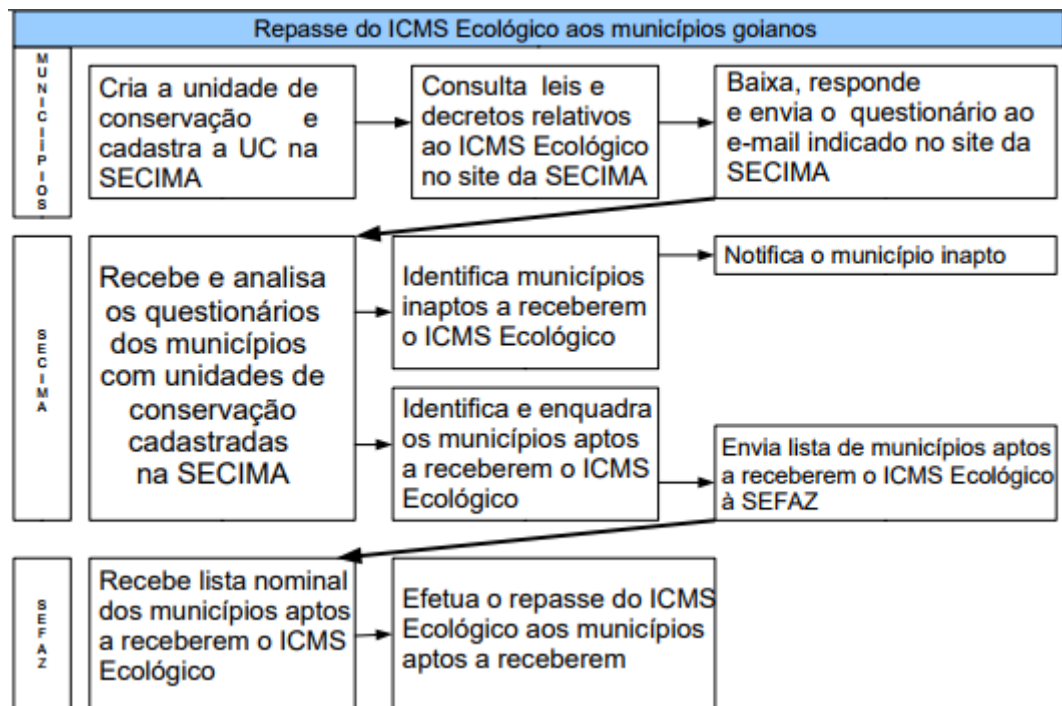 Repasse do ICMS Ecológico aos municípios goianos
MUNICÍPIOS
Cria a unidade de
conservação e
cadastra a UC na
SECIMA
Consulta leis e
decretos relativos
ao ICMS Ecológico
no site da SECIMA
Baixa, responde
e envia o questionário ao
e-mail indicado no site da
SECIMA
SECIMA
Recebe e analisa
os questionários
dos municípios
com unidades de
conservação
cadastradas
na SECIMA
Identifica municípios
inaptos a receberem
o ICMS Ecológico
Notifica o município inapto
Identifica e enquadra
os municípios aptos
a receberem o ICMS
Ecológico
Envia lista de municípios aptos
a receberem o ICMS Ecológico
à SEFAZ
SEFAZ
Recebe lista nominal
dos municípios aptos
a receberem o ICMS
Ecológico
Efetua o repasse do ICMS
Ecológico aos municípios
aptos a receberem